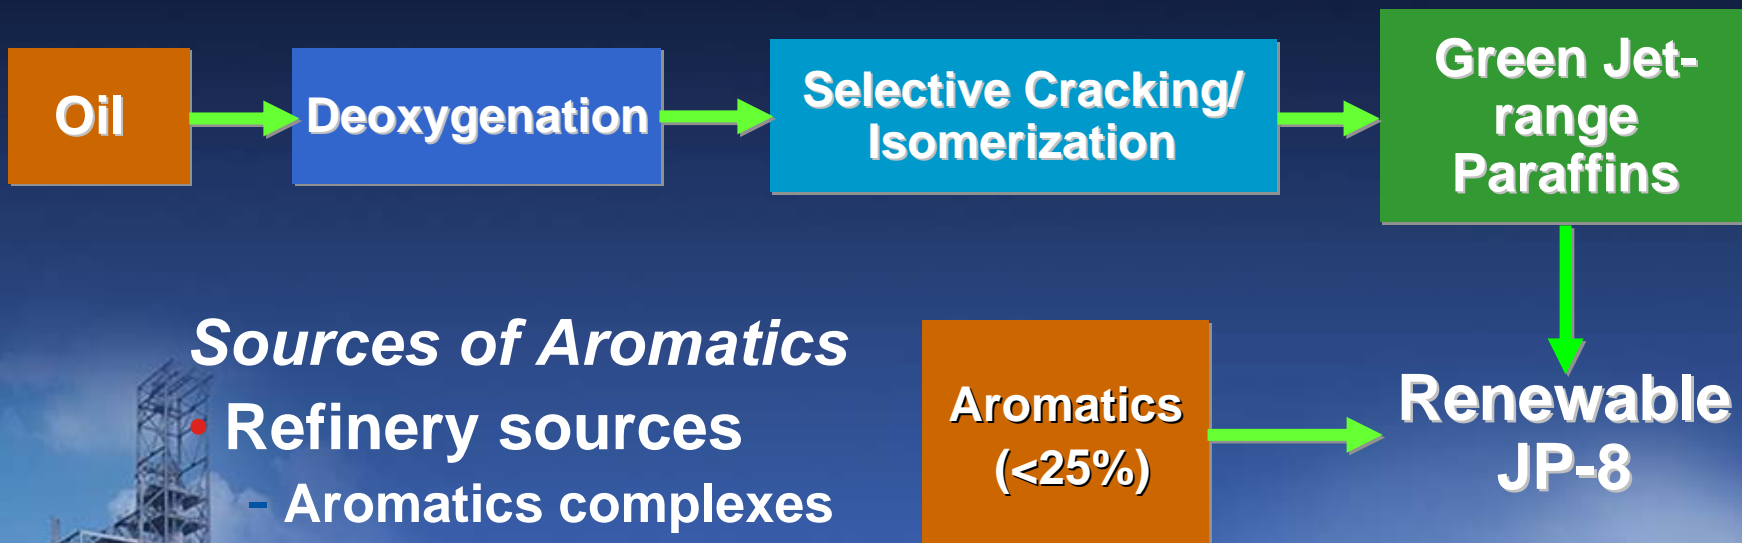 Oil
Deoxygenation
Selective Cracking/
Isomerization
Green Jet-
range
Paraffins
Sources of Aromatics
• Refinery sources
- Aromatics complexes
Aromatics
(<25%)
Renewable
JP-8